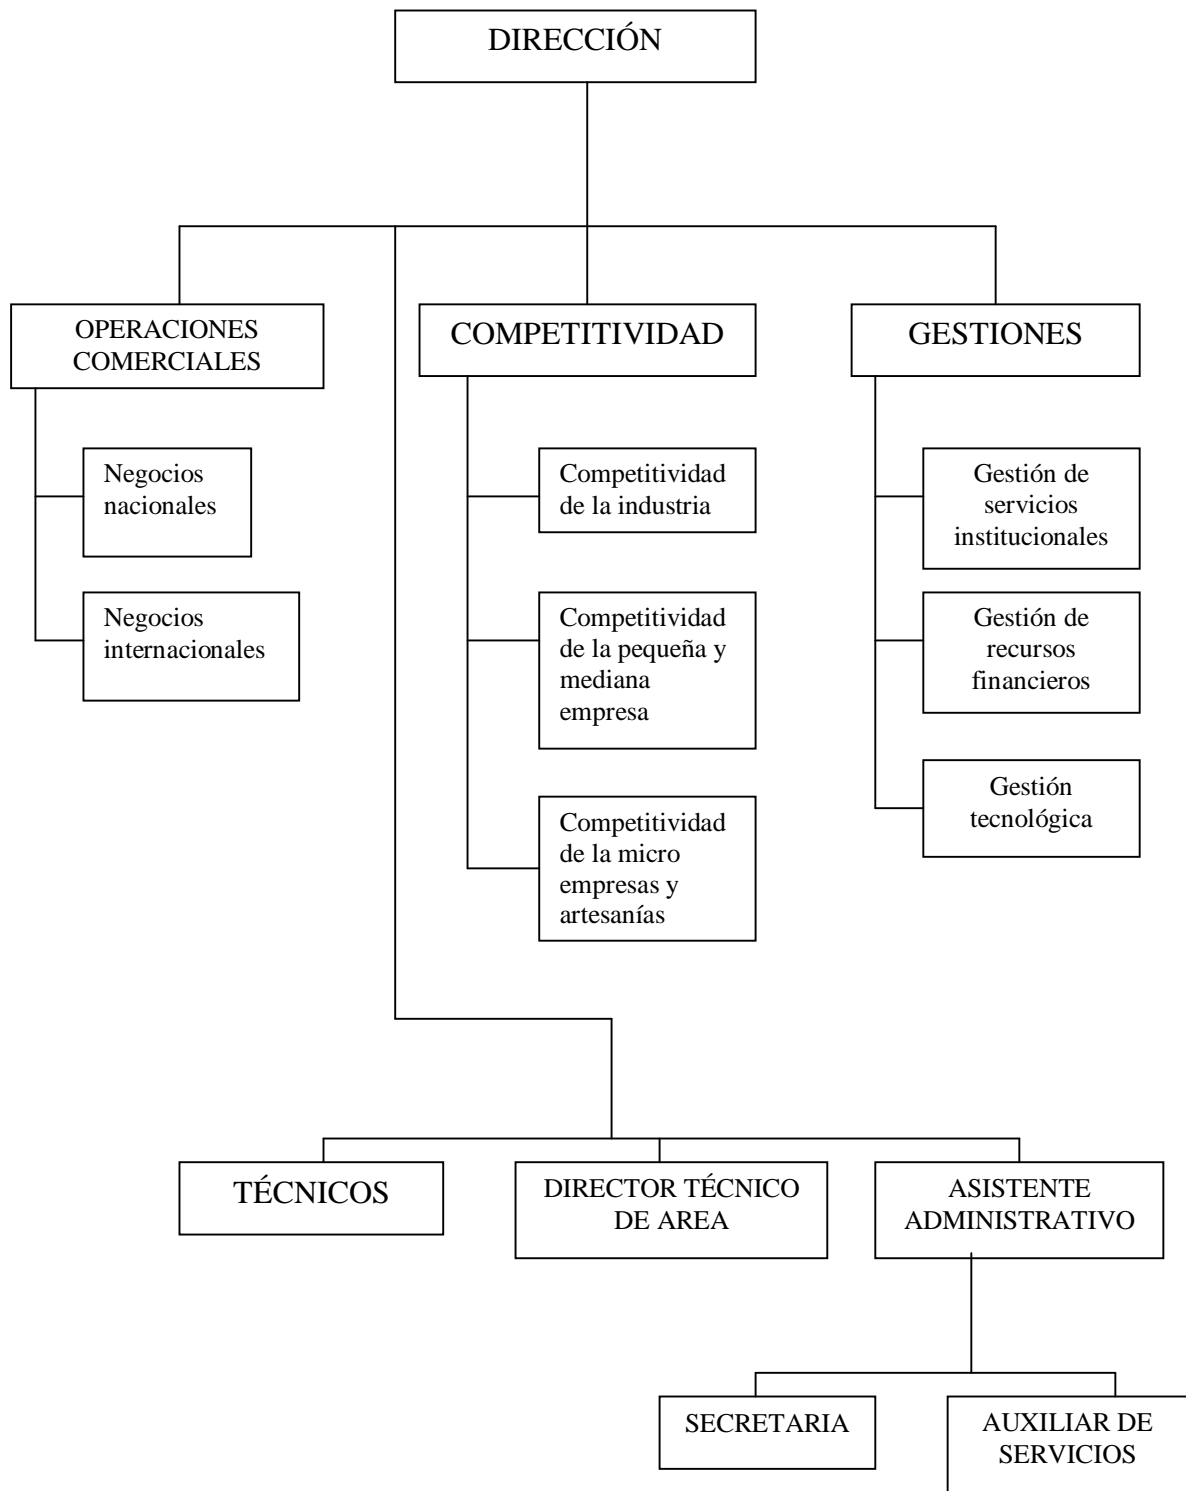 DIRECCIÓN
OPERACIONES
COMERCIALES
COMPETITIVIDAD
GESTIONES
Negocios
nacionales
Negocios
internacionales
Competitividad
de la industria
Competitividad
de la pequeña y
mediana
empresa
Competitividad
de la micro
empresas y
artesanías
Gestión de
servicios
institucionales
Gestión de
recursos
financieros
Gestión
tecnológica
TÉCNICOS
DIRECTOR TÉCNICO
DE AREA
ASISTENTE
ADMINISTRATIVO
SECRETARIA
AUXILIAR DE
SERVICIOS